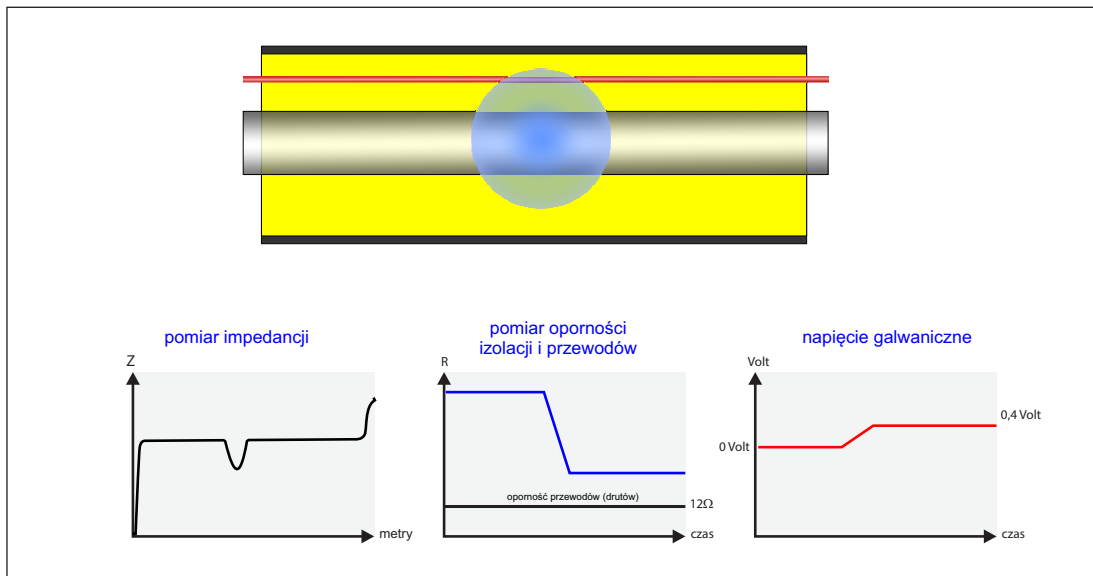 pomiar impedancji
Z
metry
pomiar oporności
izolacji i przewodów
R
oporność przewodów (drutów)
12Ω
czas
napięcie galwaniczne
Volt
0 Volt
0,4 Volt
czas